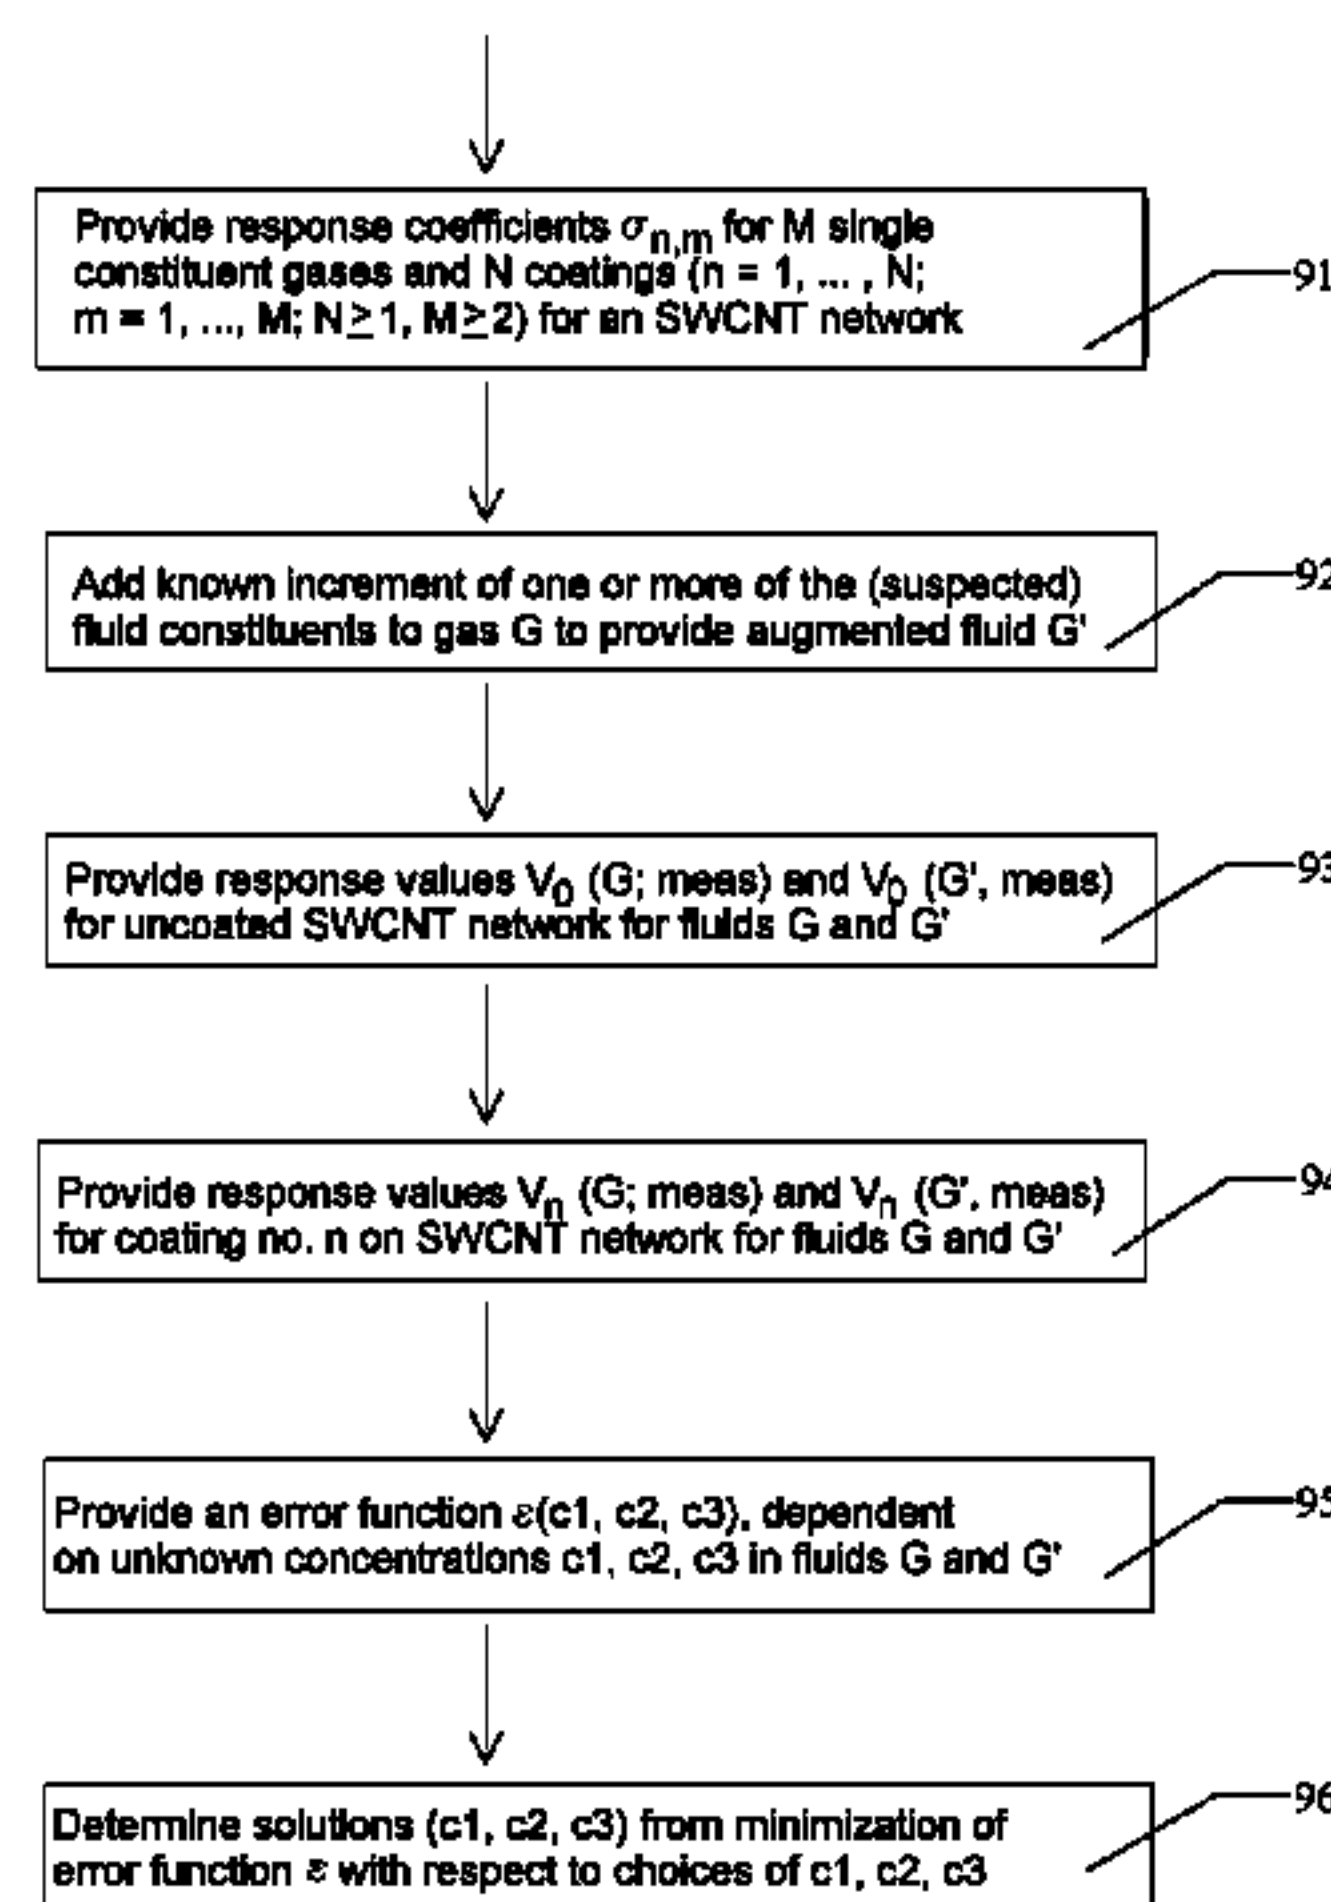 Provide response coefficients σn,m for M single
constituent gases and N coatings (n = 1, ... , N;
m = 1, ..., M; N≥1, M≥2) for an SWCNT network
91
Add known increment of one or more of the (suspected)
fluid constituents to gas G to provide augmented fluid G'
92
Provide response values V0 (G; meas) and V0 (G', meas)
for uncoated SWCNT network for fluids G and G'
93
Provide response values Vn (G; meas) and Vn (G', meas)
for coating no. n on SWCNT network for fluids G and G'
94
Provide an error function ε(c1, c2, c3), dependent
on unknown concentrations c1, c2, c3 in fluids G and G'
95
Determine solutions (c1, c2, c3) from minimization of
error function ε with respect to choices of c1, c2, c3
96